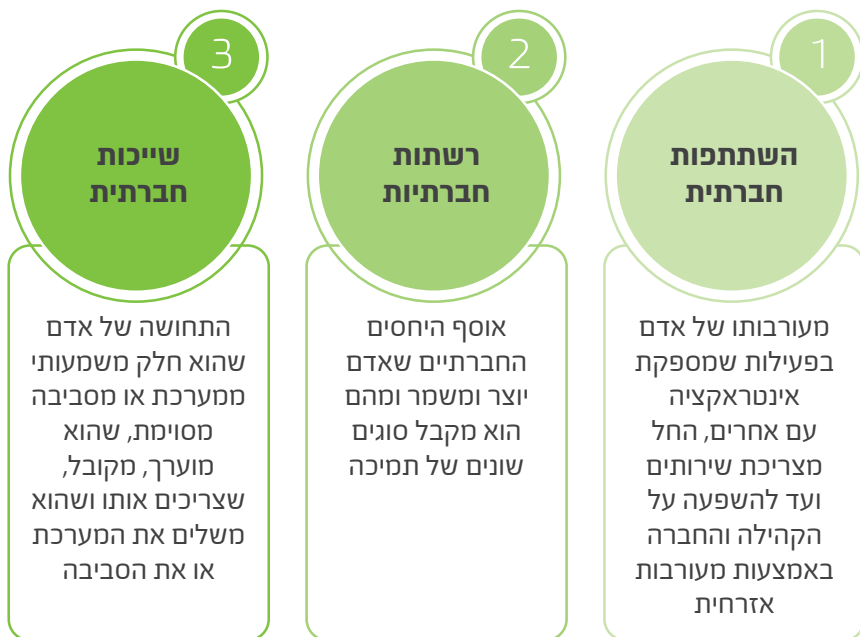 1
השתתפות
חברתית
מעורבותו של אדם
בפעילות שמספקת
אינטראקציה
עם אחרים, החל
מצריכת שירותים
ועד להשפעה על
הקהילה והחברה
באמצעות מעורבות
אזרחית
2
רשתות
חברתיות
אוסף היחסים
החברתיים שאדם
יוצר ומשמר ומהם
הוא מקבל סוגים
שונים של תמיכה
3
שייכות
חברתית
התחושה של אדם
שהוא חלק משמעותי
ממערכת או מסביבה
מסוימת, שהוא
מוערך, מקובל,
שצריכים אותו ושהוא
משלים את המערכת
או את הסביבה